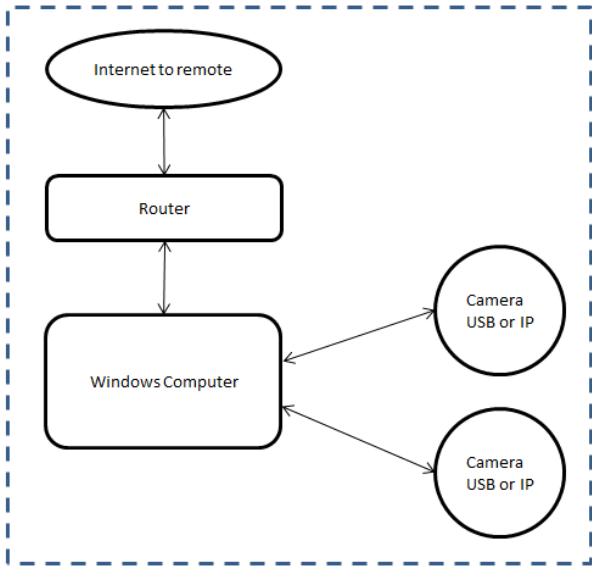 Internet to remote
Router
Camera
USB or IP
Windows Computer
Camera
USB or IP